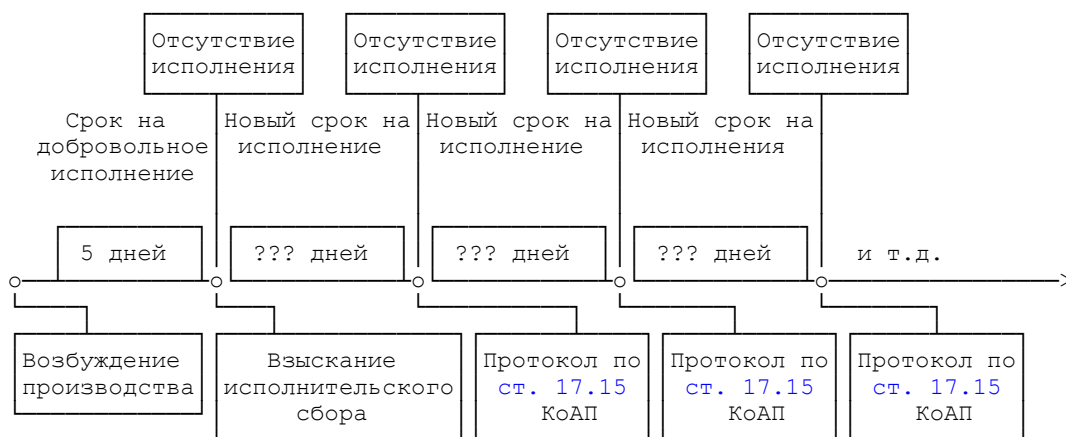 Отсутствие
исполнения
Отсутствие
исполнения
Отсутствие
исполнения
Отсутствие
исполнения
Срок на
добровольное
исполнение
Новый срок на
исполнение
Новый срок на
исполнение
Новый срок на
исполнения
5 дней
??? дней
??? дней
??? дней
и т.д.
Возбуждение
производства
Взыскание
исполнительского
сбора
Протокол по
ст. 17.15
КоАП
Протокол по
ст. 17.15
КоАП
Протокол по
ст. 17.15
КоАП